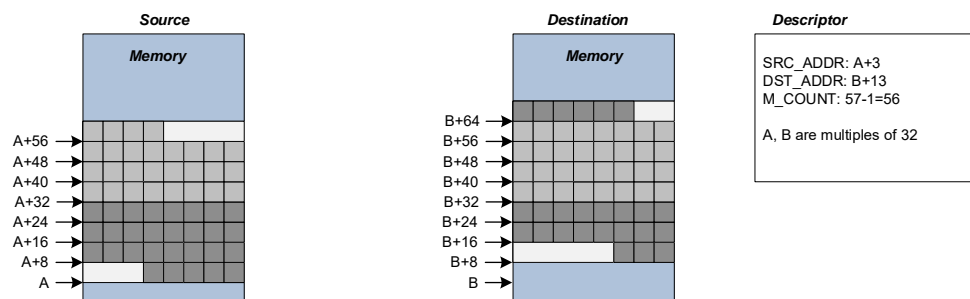 Source
Destination
Descriptor
Memory
Memory
SRC_ADDR: A+3
DST_ADDR: B+13
M_COUNT: 57-1=56
A, B are multiples of 32
A+56
A+48
A+40
A+32
A+24
A+16
A+8
A
B+64
B+56
B+48
B+40
B+32
B+24
B+16
B+8
B